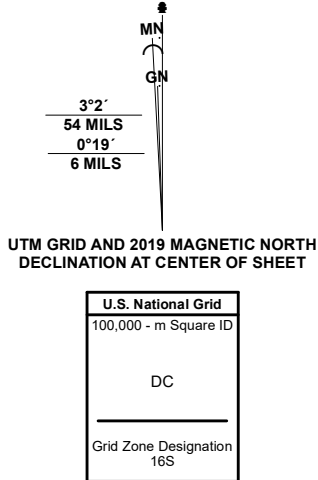 MN
GN
3°2´
54 MILS
0°19´
6 MILS
UTM GRID AND 2019 MAGNETIC NORTH
DECLINATION AT CENTER OF SHEET
U.S. National Grid
100,000 - m Square ID
DC
Grid Zone Designation
16S